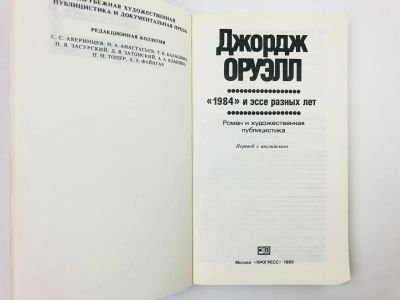 ЗАРУБЕЖНАЯ ХУДОЖЕСТВЕННАЯ
ПУБЛИЦИСТИКА И ДОКУМЕНТАЛЬНАЯ ПРОЗА
РЕДАКЦИОННАЯ КОЛЛЕГИЯ
С. С. АВЕРИНЦЕВ, Н. А. АНАСТАСЬЕВ, Т. В. БАЛАШОВА,
Н. Я. ЗАСУРСКИЙ, Д. В. ЗАТОНСКИЙ, А. А. КЛЫШКО,
П. М. ТОПЕР, А. А. ФАЙНГАР
Джордж
ОРУЭЛЛ
«1984» и эссе разных лет
Роман и художественная
публицистика
Перевод с английского
Москва «ПРОГРЕСС» 1989